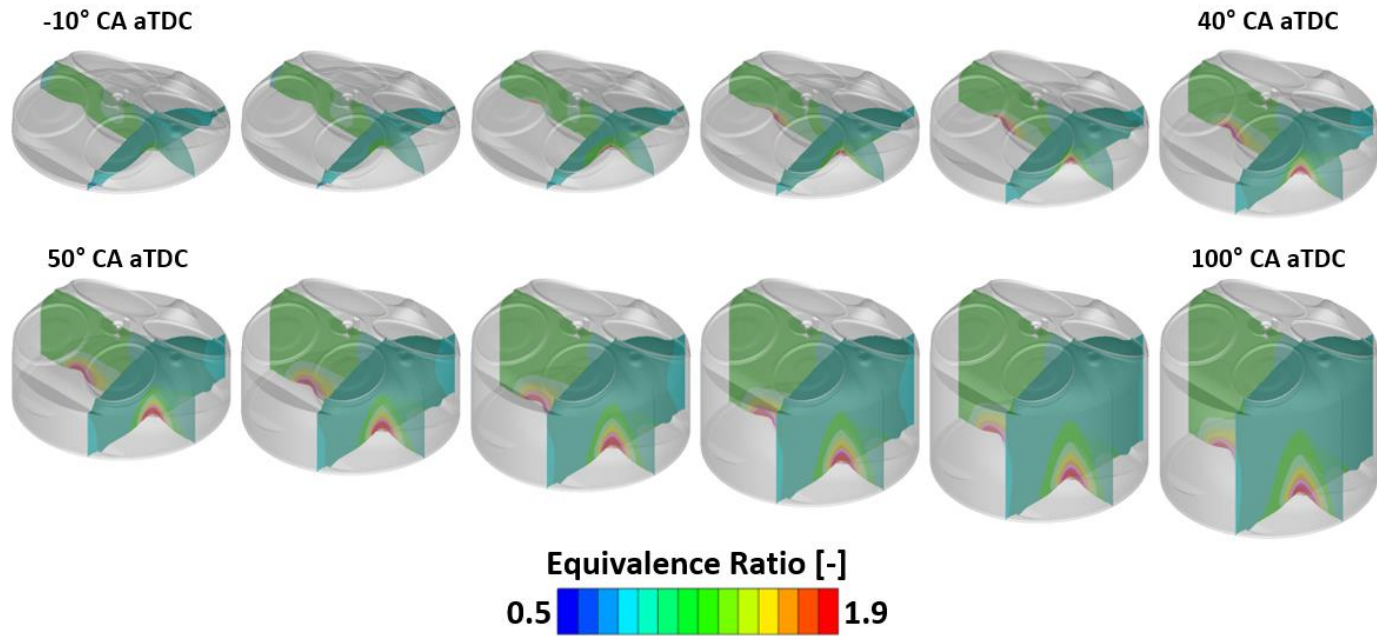 -10° CA aTDC
40° CA aTDC
50° CA aTDC
100° CA aTDC
Equivalence Ratio [-]
0.5
1.9